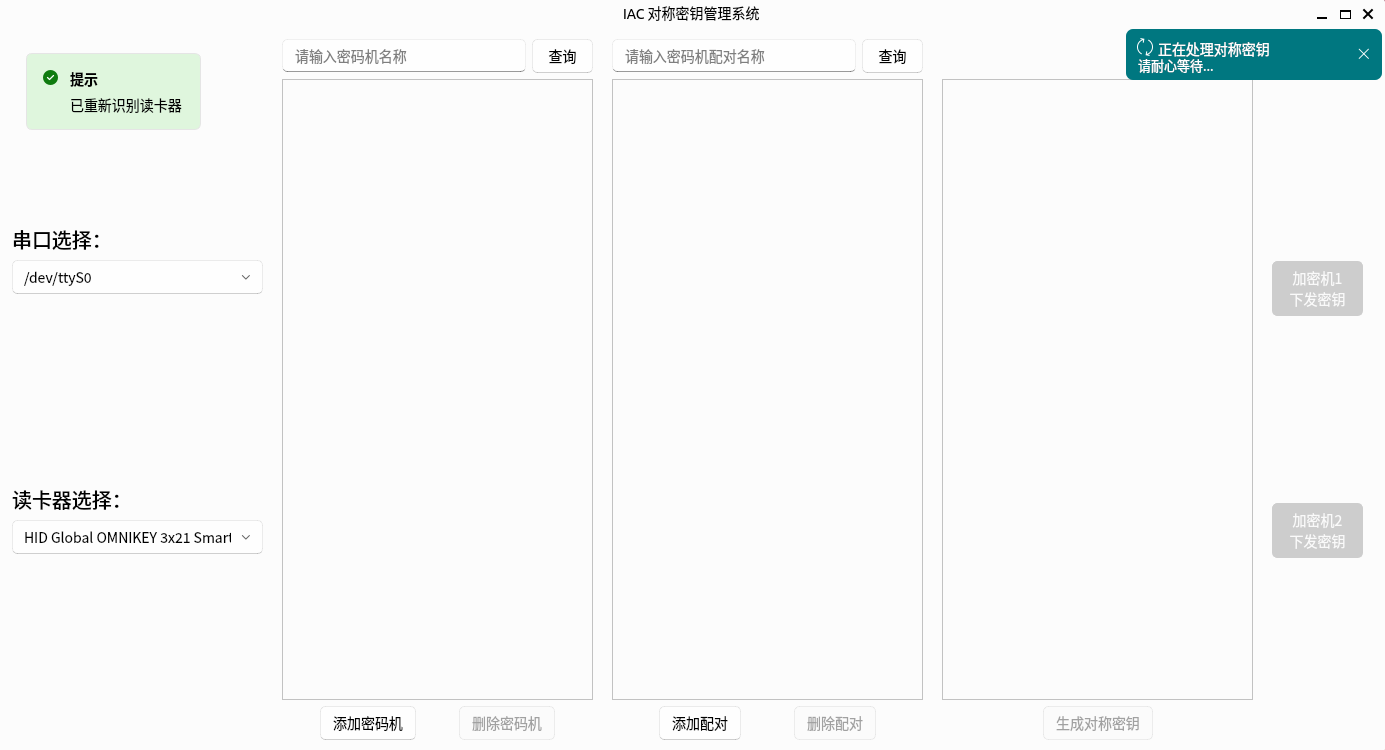 IAC 对称密钥管理系统
提示
已重新识别读卡器
请输入密码机名称
查询
请输入密码机配对名称
查询
正在处理对称密钥
请耐心等待...
串口选择：
/dev/ttyS0
加密机1
下发密钥
读卡器选择：
HID Global OMNIKEY 3x21 Smart
加密机2
下发密钥
添加密码机
删除密码机
添加配对
删除配对
生成对称密钥